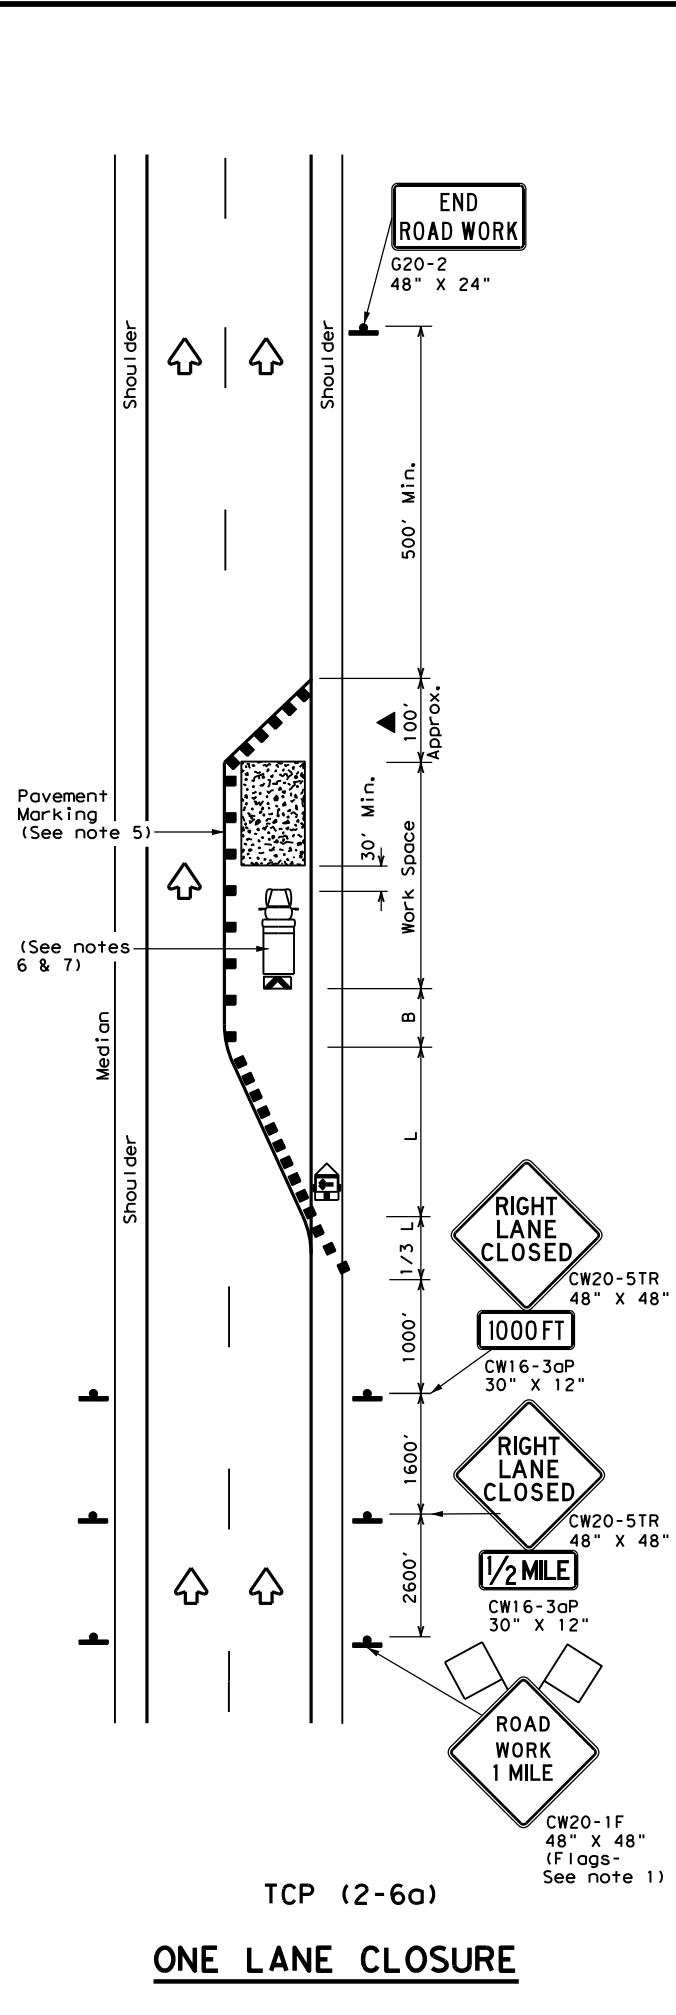 END
ROAD WORK
G20-2
48" X 24"
Shoulder
Shoulder
500' Min.
100'
Approx.
30' Min.
Pavement
Marking
(See note 5)
Work Space
(See notes
6 & 7)
B
Median
Shoulder
L
1/3 L
RIGHT
LANE
CLOSED
CW20-5TR
48" X 48"
1000 FT
1000'
CW16-3aP
30" X 12"
RIGHT
LANE
CLOSED
1600'
CW20-5TR
48" X 48"
1/2 MILE
2600'
CW16-3aP
30" X 12"
ROAD
WORK
1 MILE
CW20-1F
48" X 48"
(Flags-
See note 1)
TCP (2-6a)
ONE LANE CLOSURE